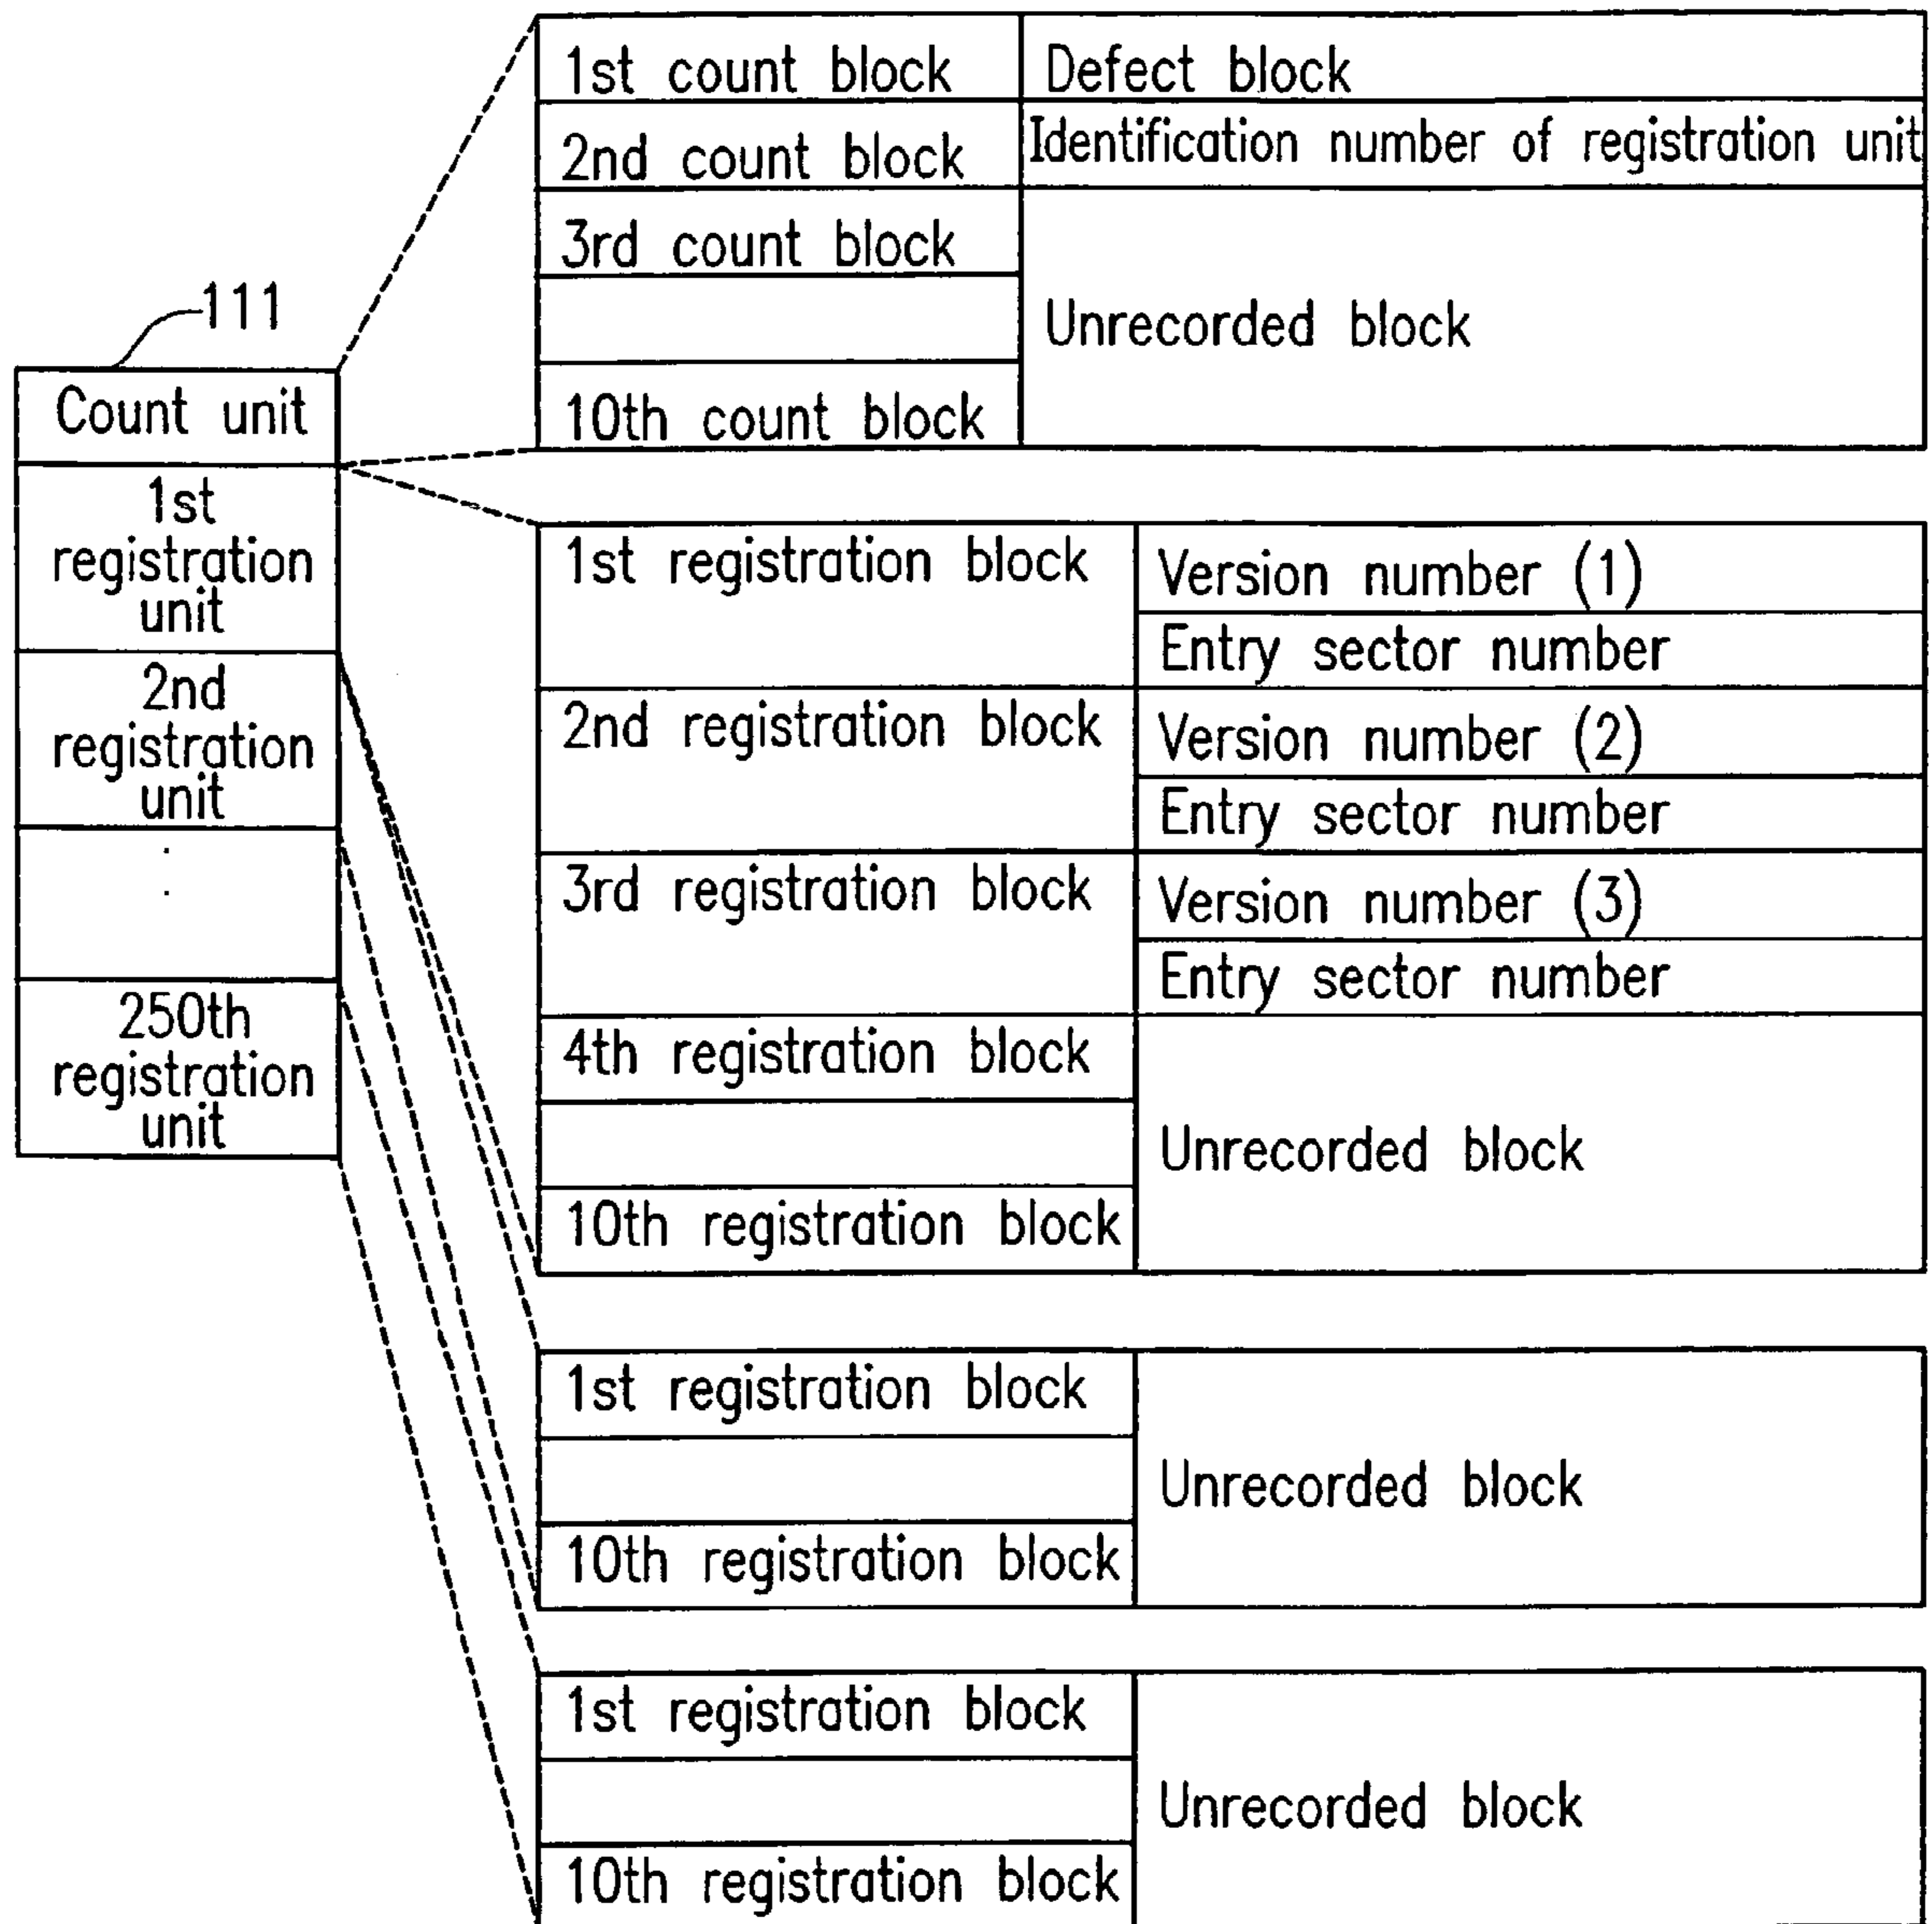 111
Count unit
1st
registration
unit
2nd
registration
unit
:
250th
registration
unit
1st count block
Defect block
2nd count block
Identification number of registration unit
3rd count block
Unrecorded block
10th count block
1st registration block
Version number (1)
Entry sector number
2nd registration block
Version number (2)
Entry sector number
3rd registration block
Version number (3)
Entry sector number
4th registration block
Unrecorded block
10th registration block
1st registration block
Unrecorded block
10th registration block
1st registration block
Unrecorded block
10th registration block